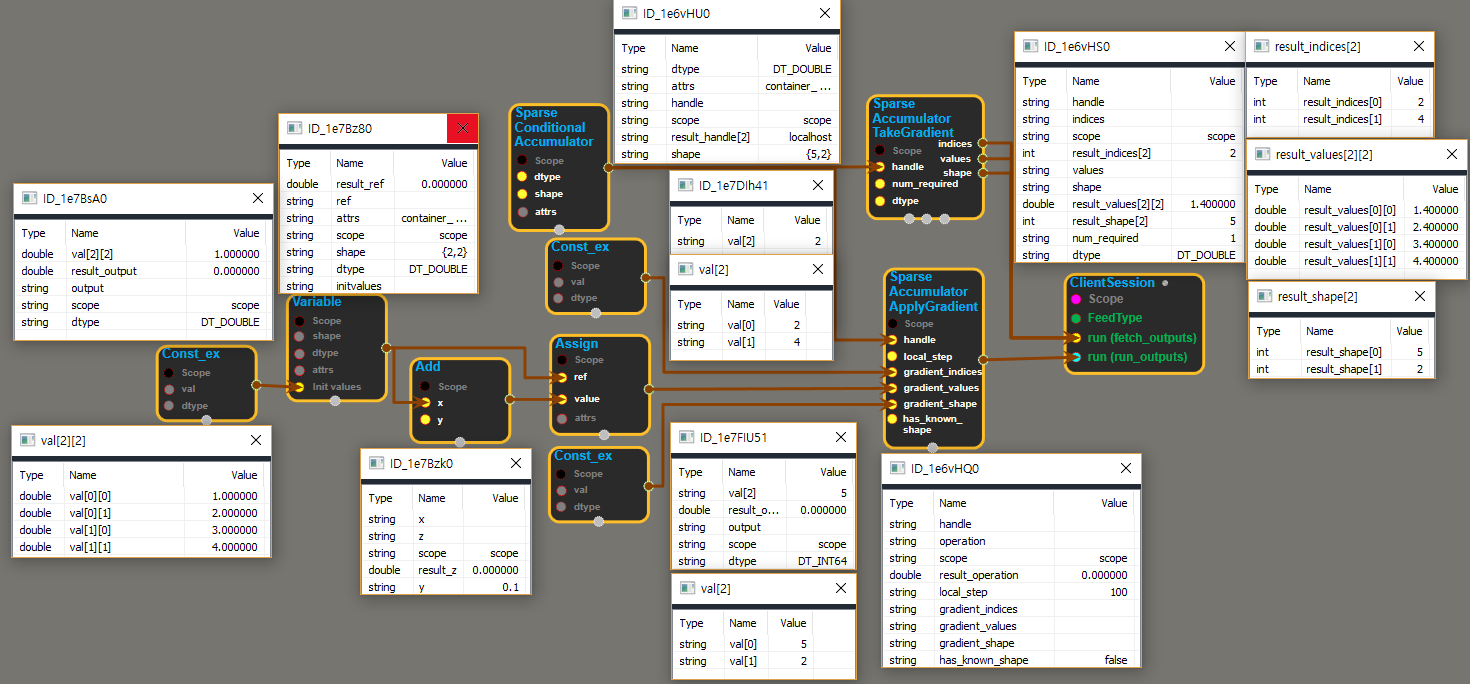 ID_1e6vHU0
Type Name Value
string dtype DT_DOUBLE
string attrs container_ ...
string handle
string scope scope
string result_handle[2] localhost
string shape {5,2}
ID_1e6vHS0
Type Name Value
string handle
string indices
string scope scope
int result_indices[2] 2
string values
string shape
double result_values[2][2] 1.400000
int result_shape[2] 5
string num_required 1
string dtype DT_DOUBLE
result_indices[2]
Type Name Value
int result_indices[0] 2
int result_indices[1] 4
result_values[2][2]
Type Name Value
double result_values[0][0] 1.400000
double result_values[0][1] 2.400000
double result_values[1][0] 3.400000
double result_values[1][1] 4.400000
result_shape[2]
Type Name Value
int result_shape[0] 5
int result_shape[1] 2
Sparse
Conditional
Accumulator
Scope
dtype
shape
attrs
Sparse
Accumulator
TakeGradient
Scope
handle
num_required
dtype
indices
values
shape
ID_1e7Bz80
Type Name Value
double result_ref 0.000000
string ref
string attrs container_ ...
string scope scope
string shape {2,2}
string dtype DT_DOUBLE
string initvalues
ID_1e7BsA0
Type Name Value
double val[2][2] 1.000000
double result_output 0.000000
string output
string scope scope
string dtype DT_DOUBLE
ID_1e7DIh41
Type Name Value
string val[2] 2
val[2]
Type Name Value
string val[0] 2
string val[1] 4
Const_ex
Scope
val
dtype
Variable
Scope
shape
dtype
attrs
Init values
Const_ex
Scope
val
dtype
Add
Scope
x
y
Assign
Scope
ref
value
attrs
Const_ex
Scope
val
dtype
Sparse
Accumulator
ApplyGradient
Scope
handle
local_step
gradient_indices
gradient_values
gradient_shape
has_known_
shape
ClientSession
Scope
FeedType
run (fetch_outputs)
run (run_outputs)
val[2][2]
Type Name Value
double val[0][0] 1.000000
double val[0][1] 2.000000
double val[1][0] 3.000000
double val[1][1] 4.000000
ID_1e7Bzk0
Type Name Value
string x
string z
string scope scope
double result_z 0.000000
string y 0.1
ID_1e7FIU51
Type Name Value
string val[2] 5
double result_o... 0.000000
string output
string scope scope
string dtype DT_INT64
val[2]
Type Name Value
string val[0] 5
string val[1] 2
ID_1e6vHQ0
Type Name Value
string handle
string operation
string scope scope
double result_operation 0.000000
string local_step 100
string gradient_indices
string gradient_values
string gradient_shape
string has_known_shape false